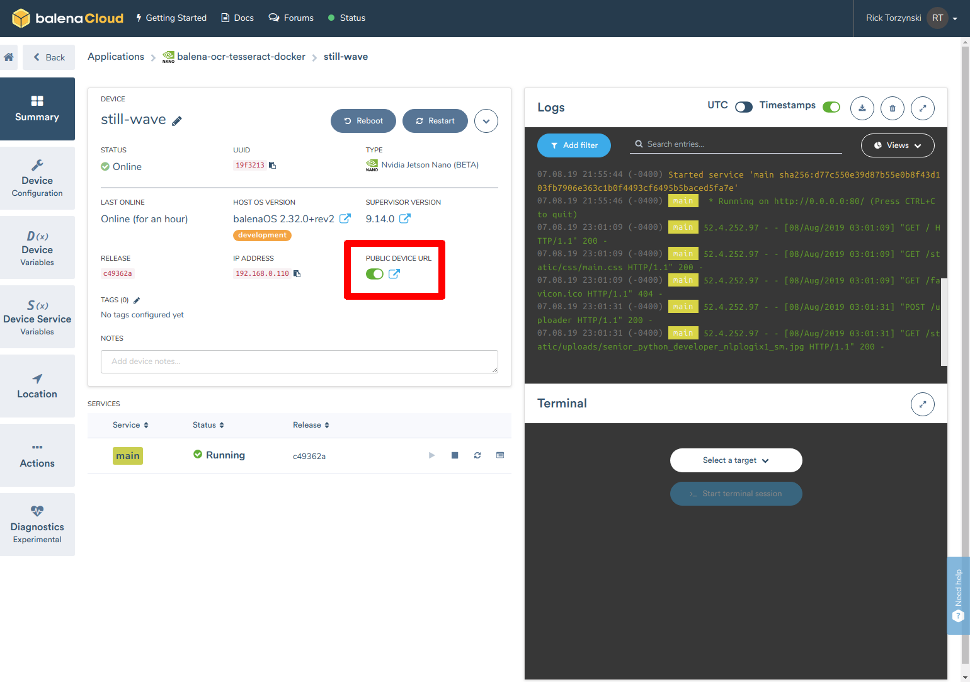 balenaCloud Getting Started Docs Forums Status Rick Torzynski RT
Back Applications balena-ocr-tesseract-docker still-wave
Summary
Device
Configuration
D(x)
Device
Variables
S(x)
Device Service
Variables
Location
Actions
Diagnostics
Experimental
DEVICE
still-wave Reboot Restart
STATUS UUID TYPE
Online 19f3213 NANO Nvidia Jetson Nano (BETA)
LAST ONLINE HOST OS VERSION SUPERVISOR VERSION
Online (for an hour) balenaOS 2.32.0+rev2 9.14.0
development
RELEASE IP ADDRESS PUBLIC DEVICE URL
c49362a 192.168.0.110
TAGS (0)
No tags configured yet
NOTES
Add device notes...
SERVICES
Service Status Release
main Running c49362a
Logs UTC Timestamps
Add filter Search entries... Views
07.08.19 21:55:44 (-0400) Started service 'main sha256:d77c550e39d87b55e0b8f43d1
03fb7906e363c1b0f4493cf6495b5baced5fa7e'
07.08.19 21:55:46 (-0400) main * Running on http://0.0.0.0:80/ (Press CTRL+C
to quit)
07.08.19 23:01:09 (-0400) main 52.4.252.97 - - [08/Aug/2019 03:01:09] "GET / H
TTP/1.1" 200 -
07.08.19 23:01:09 (-0400) main 52.4.252.97 - - [08/Aug/2019 03:01:09] "GET /st
atic/css/main.css HTTP/1.1" 200 -
07.08.19 23:01:09 (-0400) main 52.4.252.97 - - [08/Aug/2019 03:01:09] "GET /fa
vicon.ico HTTP/1.1" 404 -
07.08.19 23:01:31 (-0400) main 52.4.252.97 - - [08/Aug/2019 03:01:31] "POST /u
ploader HTTP/1.1" 200 -
07.08.19 23:01:31 (-0400) main 52.4.252.97 - - [08/Aug/2019 03:01:31] "GET /st
atic/uploads/senior_python_developer_nlplogix1_sm.jpg HTTP/1.1" 200 -
Terminal
Select a target
Start terminal session
Need help
?